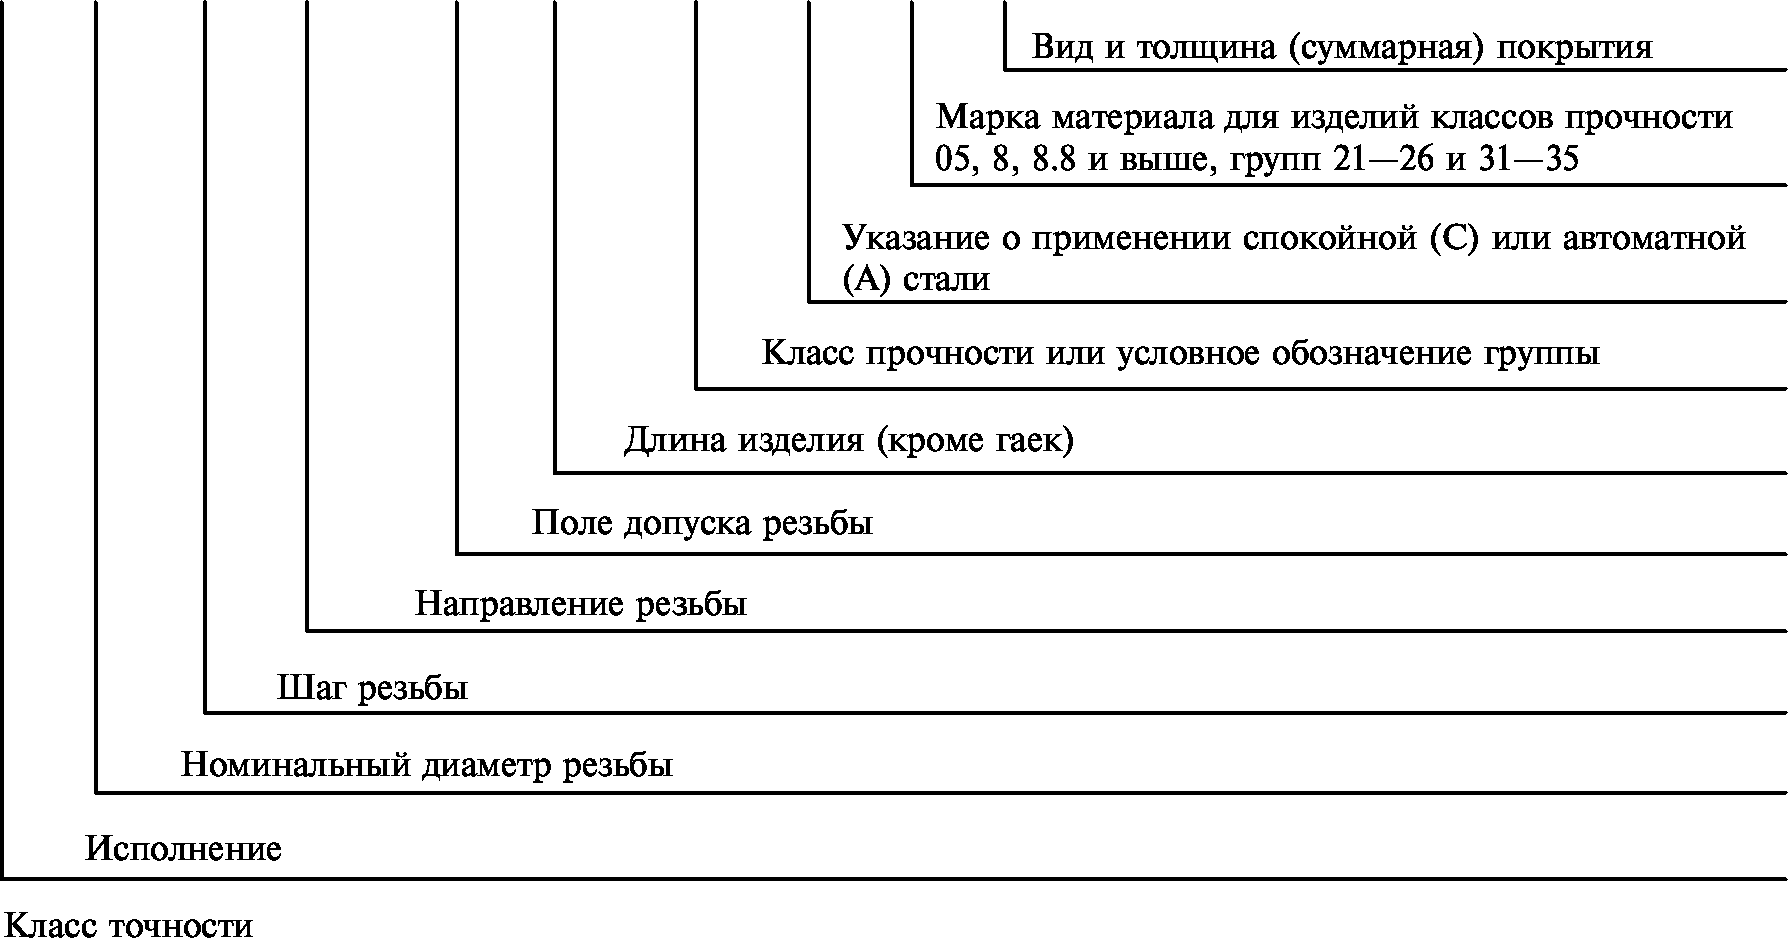 Вид и толщина (суммарная) покрытия
Марка материала для изделий классов прочности
05, 8, 8.8 и выше, групп 21—26 и 31—35
Указание о применении спокойной (С) или автоматной
(А) стали
Класс прочности или условное обозначение группы
Длина изделия (кроме гаек)
Поле допуска резьбы
Направление резьбы
Шаг резьбы
Номинальный диаметр резьбы
Исполнение
Класс точности